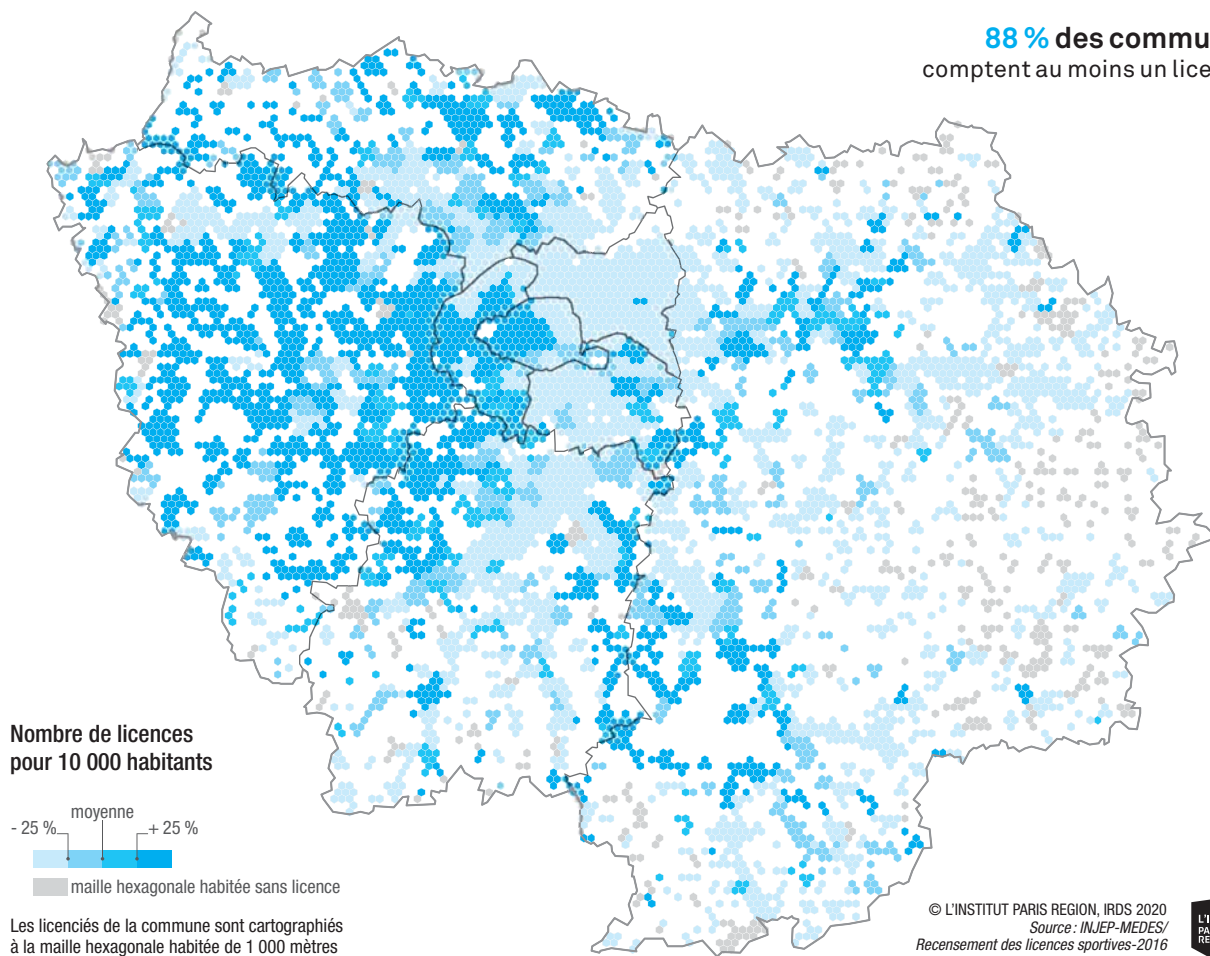 88 % des commu
comptent au moins un lice
Nombre de licences
pour 10 000 habitants
moyenne
- 25 %
+ 25 %
maille hexagonale habitée sans licence
Les licenciés de la commune sont cartographiés
à la maille hexagonale habitée de 1 000 mètres
© L'INSTITUT PARIS REGION, IRDS 2020
Source : INJEP-MEDES/
Recensement des licences sportives-2016
L'I
PA
RE